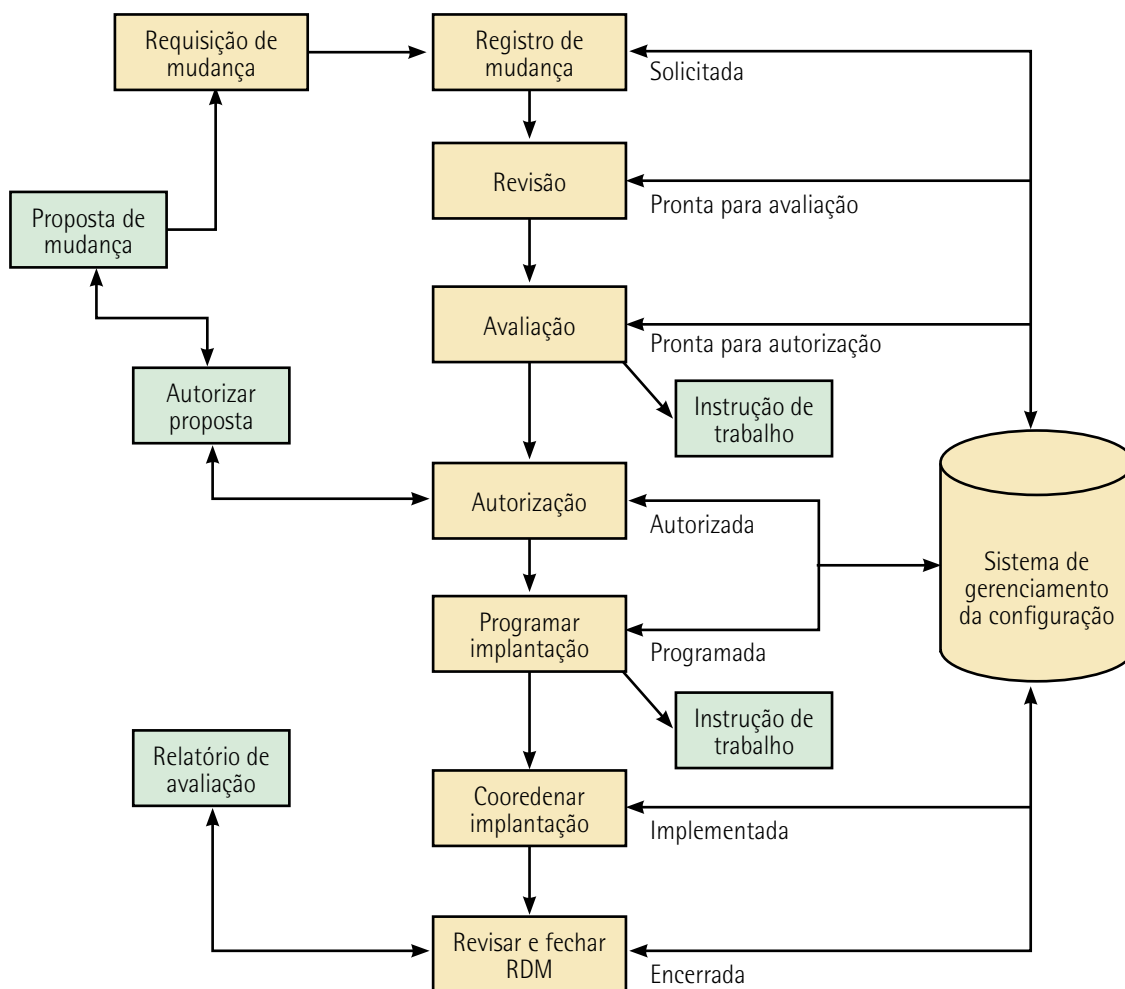 Requisição de
mudança
Registro de
mudança
Solicitada
Revisão
Pronta para avaliação
Proposta de
mudança
Avaliação
Pronta para autorização
Autorizar
proposta
Instrução de
trabalho
Autorização
Autorizada
Sistema de
gerenciamento
da configuração
Programar
implantação
Programada
Instrução de
trabalho
Relatório de
avaliação
Cooredenar
implantação
Implementada
Revisar e fechar
RDM
Encerrada